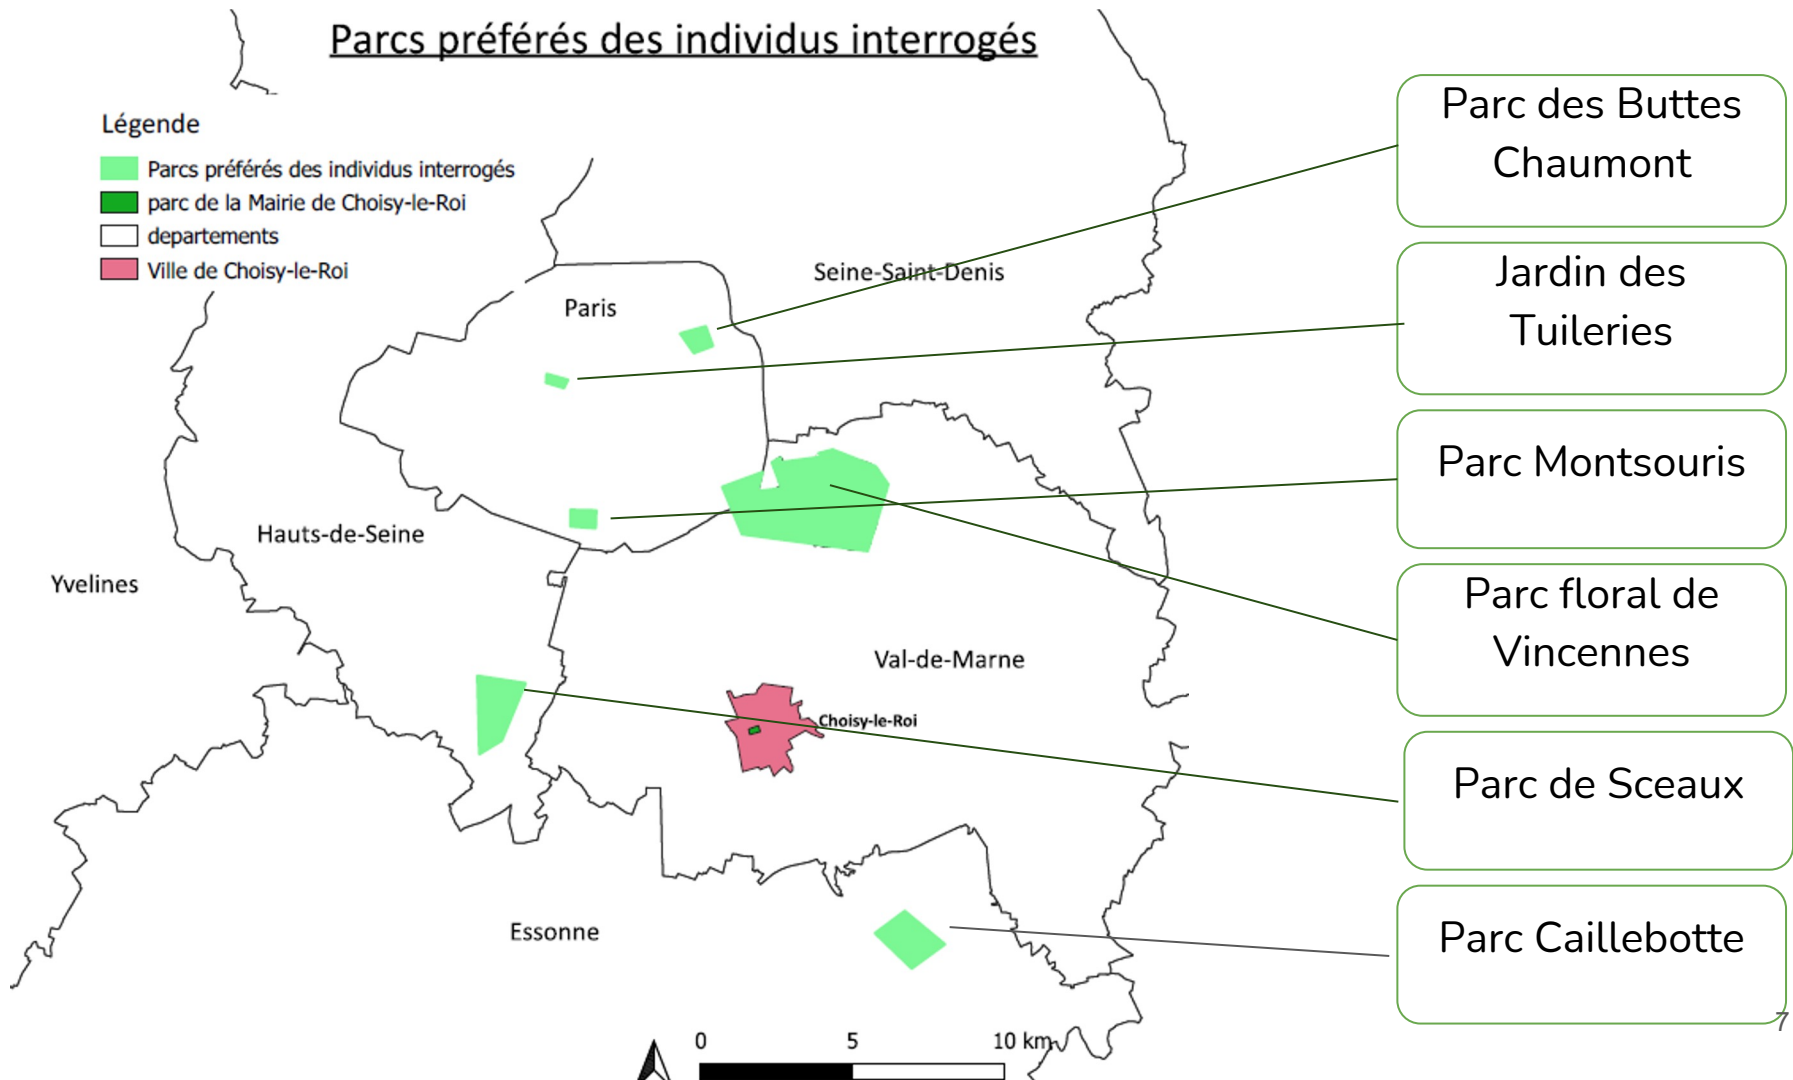 Parcs préférés des individus interrogés
Légende
Parcs préférés des individus interrogés
parc de la Mairie de Choisy-le-Roi
departements
Ville de Choisy-le-Roi
Paris
Seine-Saint-Denis
Hauts-de-Seine
Yvelines
Val-de-Marne
Choisy-le-Roi
Essonne
0 5 10 km
Parc des Buttes
Chaumont
Jardin des
Tuileries
Parc Montsouris
Parc floral de
Vincennes
Parc de Sceaux
Parc Caillebotte
7